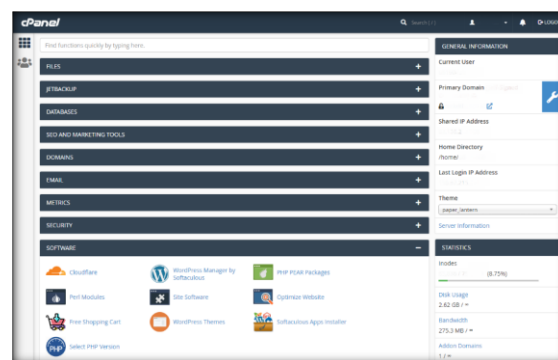 cPanel
Search ( / )
LOGOUT
Find functions quickly by typing here.
FILES
JETBACKUP
DATABASES
SEO AND MARKETING TOOLS
DOMAINS
EMAIL
METRICS
SECURITY
SOFTWARE
Cloudflare
WordPress Manager by
Softaculous
php PHP PEAR Packages
Perl Modules
Site Software
Optimize Website
Free Shopping Cart
WordPress Themes
Softaculous Apps Installer
PHP Select PHP Version
GENERAL INFORMATION
Current User
Primary Domain
Shared IP Address
Home Directory
/home/
Last Login IP Address
Theme
paper_lantern
Server Information
STATISTICS
Inodes
(8.75%)
Disk Usage
2.62 GB / ∞
Bandwidth
275.3 MB / ∞
Addon Domains
1 / ∞